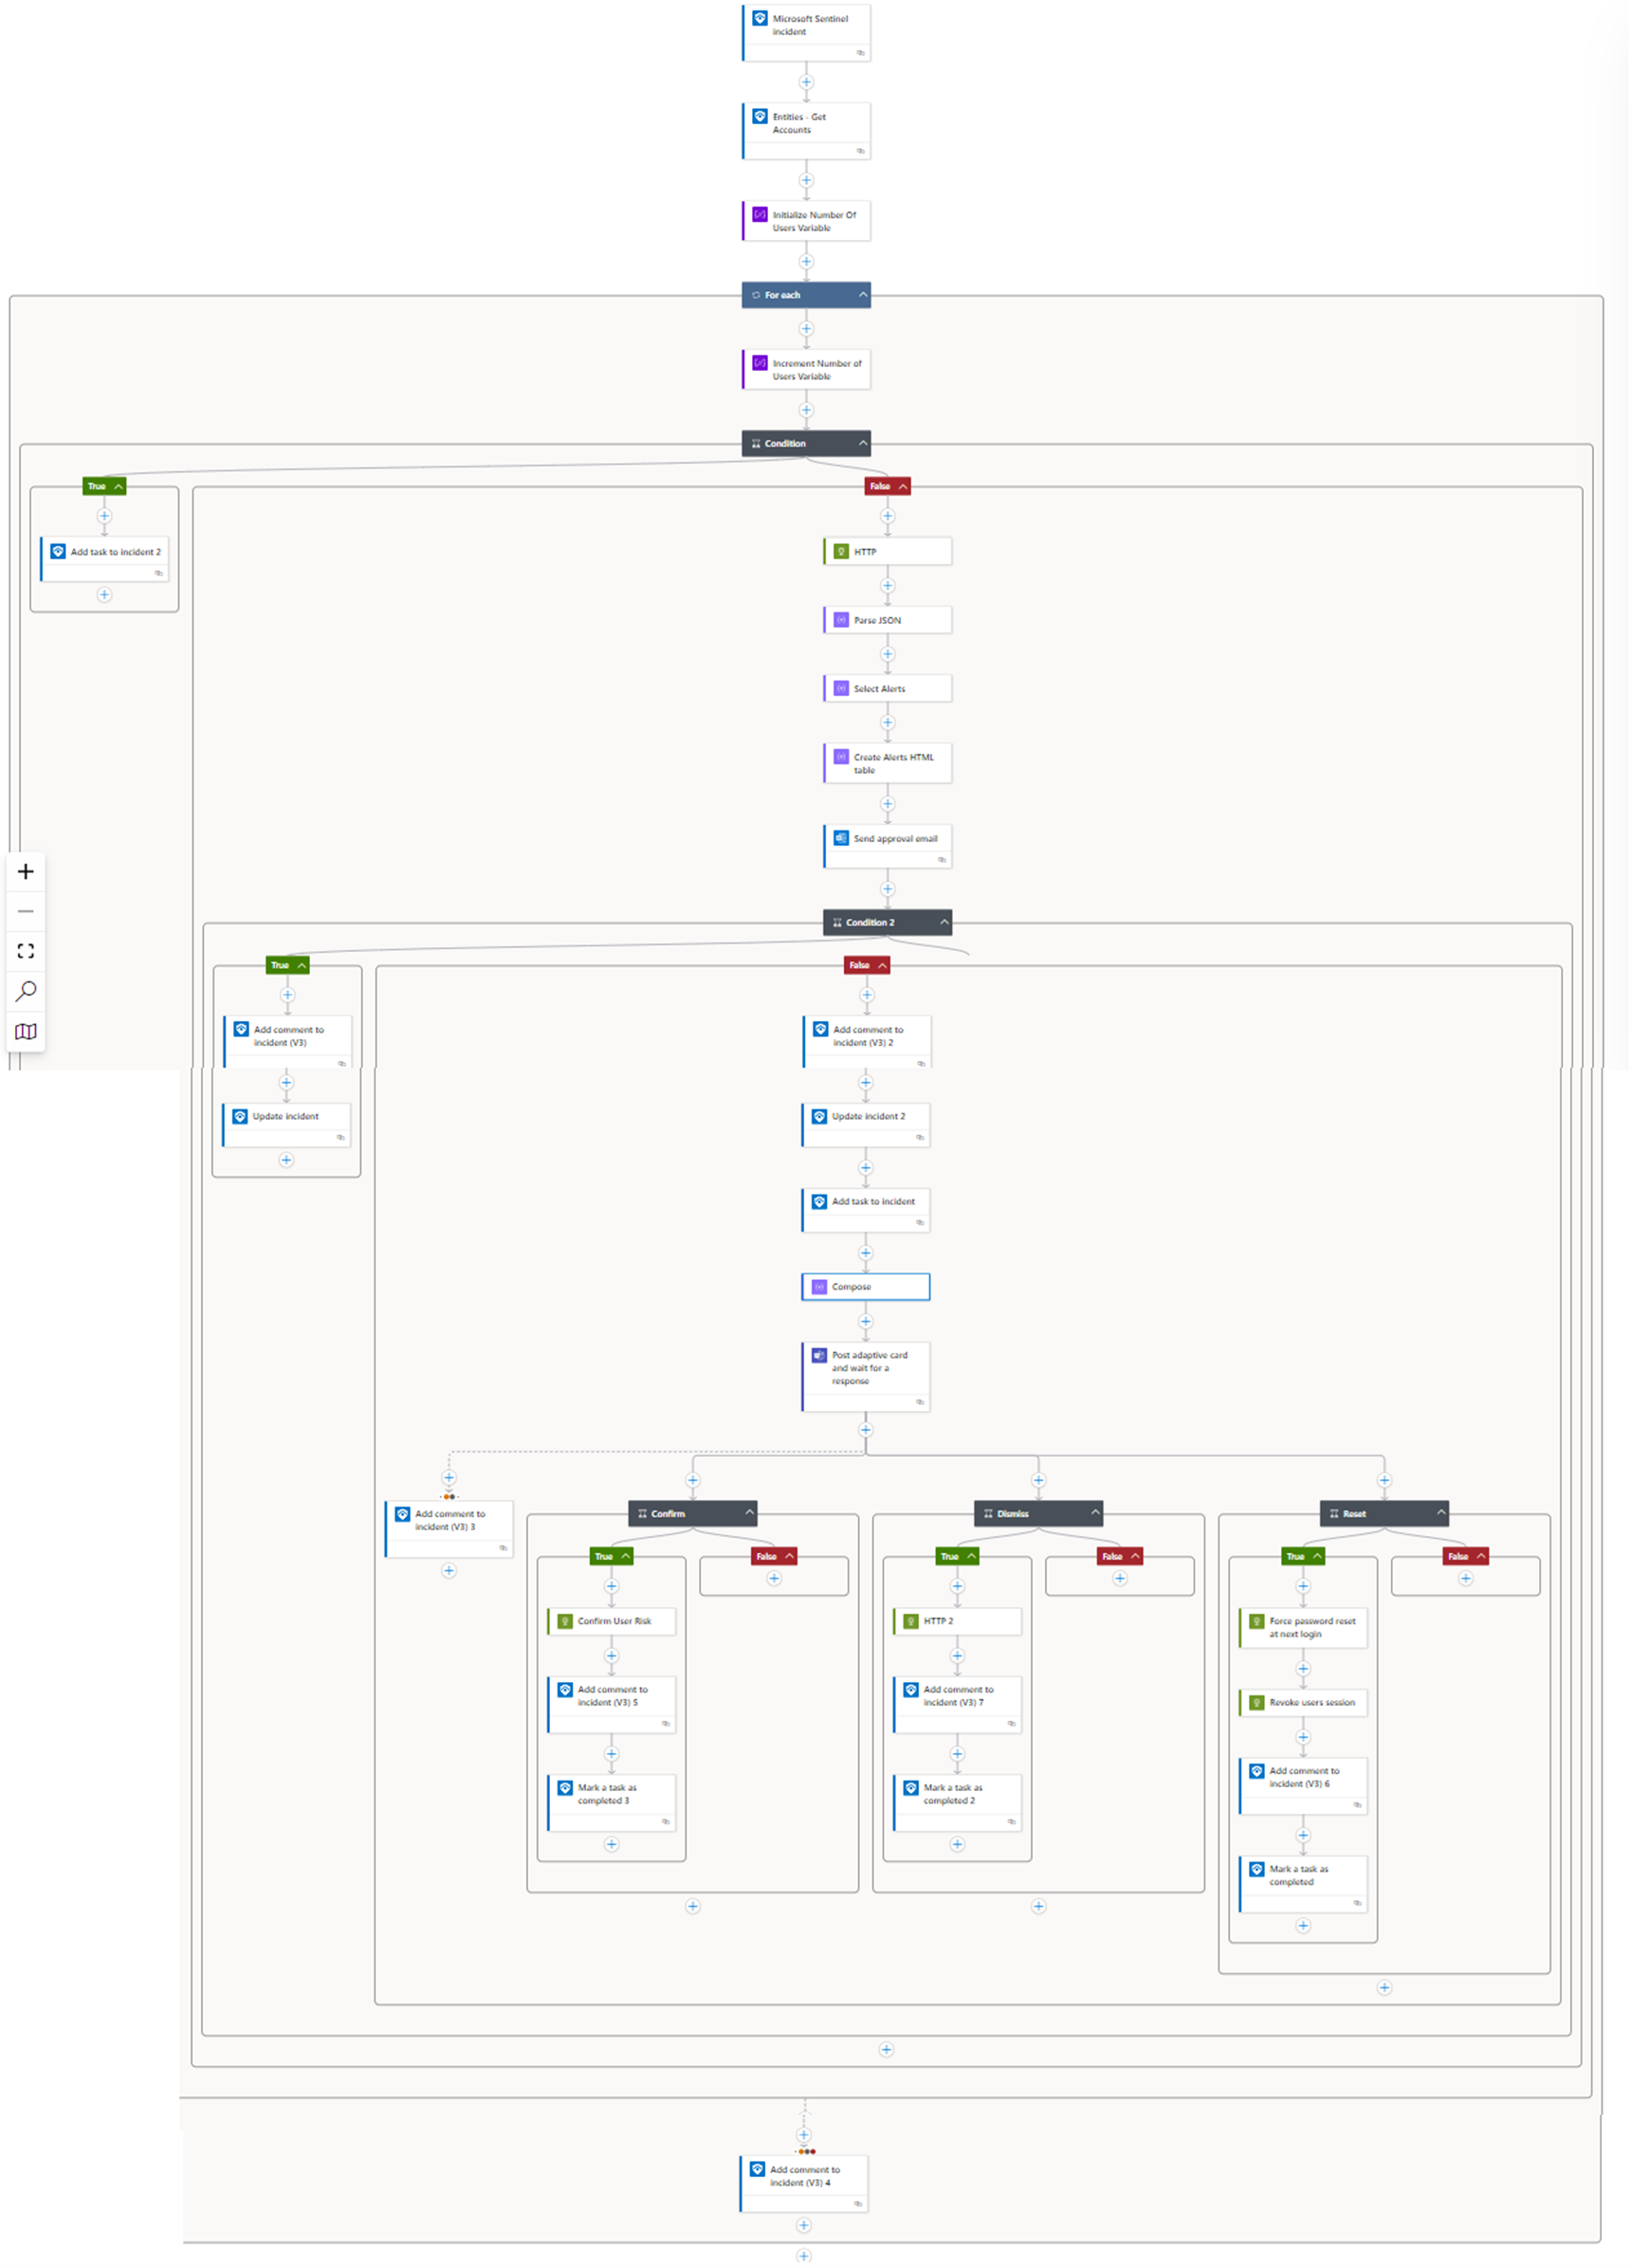 Microsoft Sentinel
incident
Entities - Get
Accounts
Initialize Number Of
Users Variable
For each
Increment Number of
Users Variable
Condition
True
False
Add task to incident 2
HTTP
Parse JSON
Select Alerts
Create Alerts HTML
table
Send approval email
Condition 2
True
False
Add comment to
incident (V3)
Add comment to
incident (V3) 2
Update incident
Update incident 2
Add task to incident
Compose
Post adaptive card
and wait for a
response
Add comment to
incident (V3) 3
Confirm
Dismiss
Reset
True
False
True
False
True
False
Confirm User Risk
Add comment to
incident (V3) 5
Mark a task as
completed 3
HTTP 2
Add comment to
incident (V3) 7
Mark a task as
completed 2
Force password reset
at next login
Revoke users session
Add comment to
incident (V3) 6
Mark a task as
completed
Add comment to
incident (V3) 4